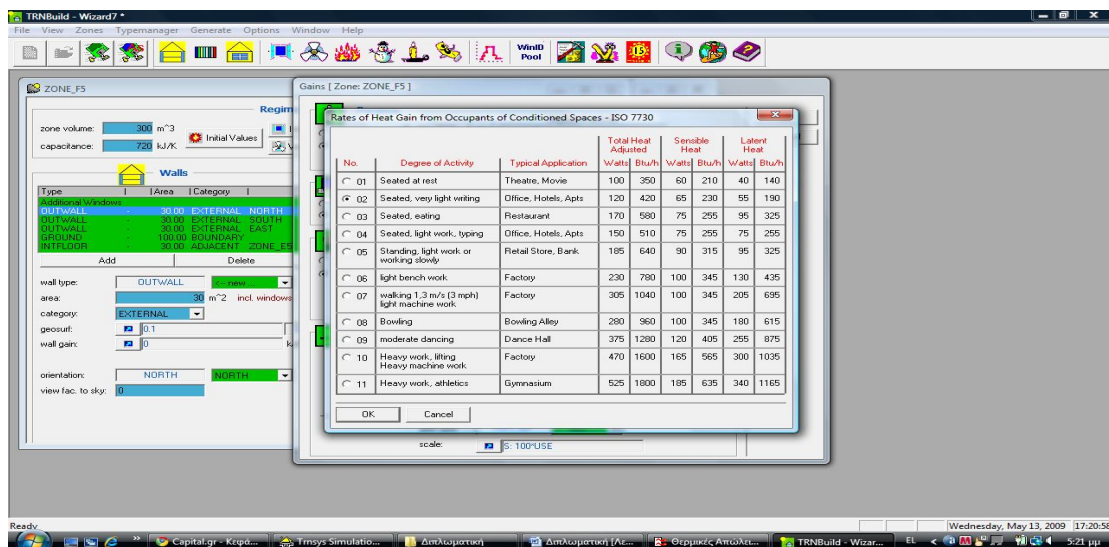 TRNBuild - Wizard7 *
File View Zones Typemanager Generate Options Window Help
WinID Pool
15
ZONE_F5
Regim
zone volume: 300 m^3
Initial Values
capacitance: 720 kJ/K
Walls
Type Area Category
Additional Windows
OUTWALL - 30.00 EXTERNAL NORTH
OUTWALL - 30.00 EXTERNAL SOUTH
OUTWALL - 30.00 EXTERNAL EAST
GROUND - 100.00 BOUNDARY
INTFLOOR - 30.00 ADJACENT ZONE_E5
Add Delete
wall type: OUTWALL <-- new
area: 30 m^2 incl. windows
category: EXTERNAL
geosurf: 0.1
wall gain: 0
orientation: NORTH NORTH
view fac. to sky: 0
Gains [ Zone: ZONE_F5 ]
Rates of Heat Gain from Occupants of Conditioned Spaces - ISO 7730
Total Heat Adjusted Sensible Heat Latent Heat
No. Degree of Activity Typical Application Watts Btu/h Watts Btu/h Watts Btu/h
01 Seated at rest Theatre, Movie 100 350 60 210 40 140
02 Seated, very light writing Office, Hotels, Apts 120 420 65 230 55 190
03 Seated, eating Restaurant 170 580 75 255 95 325
04 Seated, light work, typing Office, Hotels, Apts 150 510 75 255 75 255
05 Standing, light work or working slowly Retail Store, Bank 185 640 90 315 95 325
06 light bench work Factory 230 780 100 345 130 435
07 walking 1,3 m/s (3 mph) light machine work Factory 305 1040 100 345 205 695
08 Bowling Bowling Alley 280 960 100 345 180 615
09 moderate dancing Dance Hall 375 1280 120 405 255 875
10 Heavy work, lifting Heavy machine work Factory 470 1600 165 565 300 1035
11 Heavy work, athletics Gymnasium 525 1800 185 635 340 1165
OK Cancel
scale: S: 100*USE
Ready
Wednesday, May 13, 2009 17:20:58
Capital.gr - Κεφά... Trnsys Simulatio... Διπλωματική Διπλωματική [Λε... Θερμικές Απώλει... TRNBuild - Wizar... EL 5:21 μμ